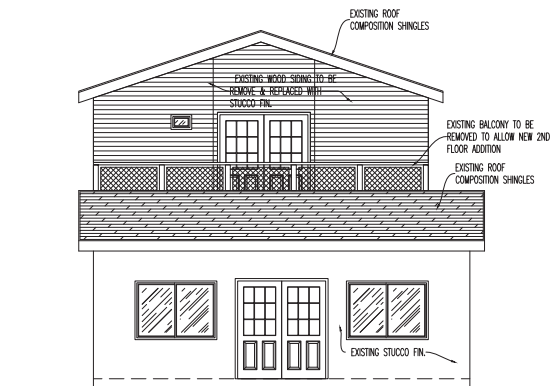 EXISTING ROOF
COMPOSITION SHINGLES
EXISTING WOOD SIDING TO BE
REMOVE & REPLACED WITH
STUCCO FIN.
EXISTING BALCONY TO BE
REMOVED TO ALLOW NEW 2ND
FLOOR ADDITION
EXISTING ROOF
COMPOSITION SHINGLES
EXISTING STUCCO FIN.